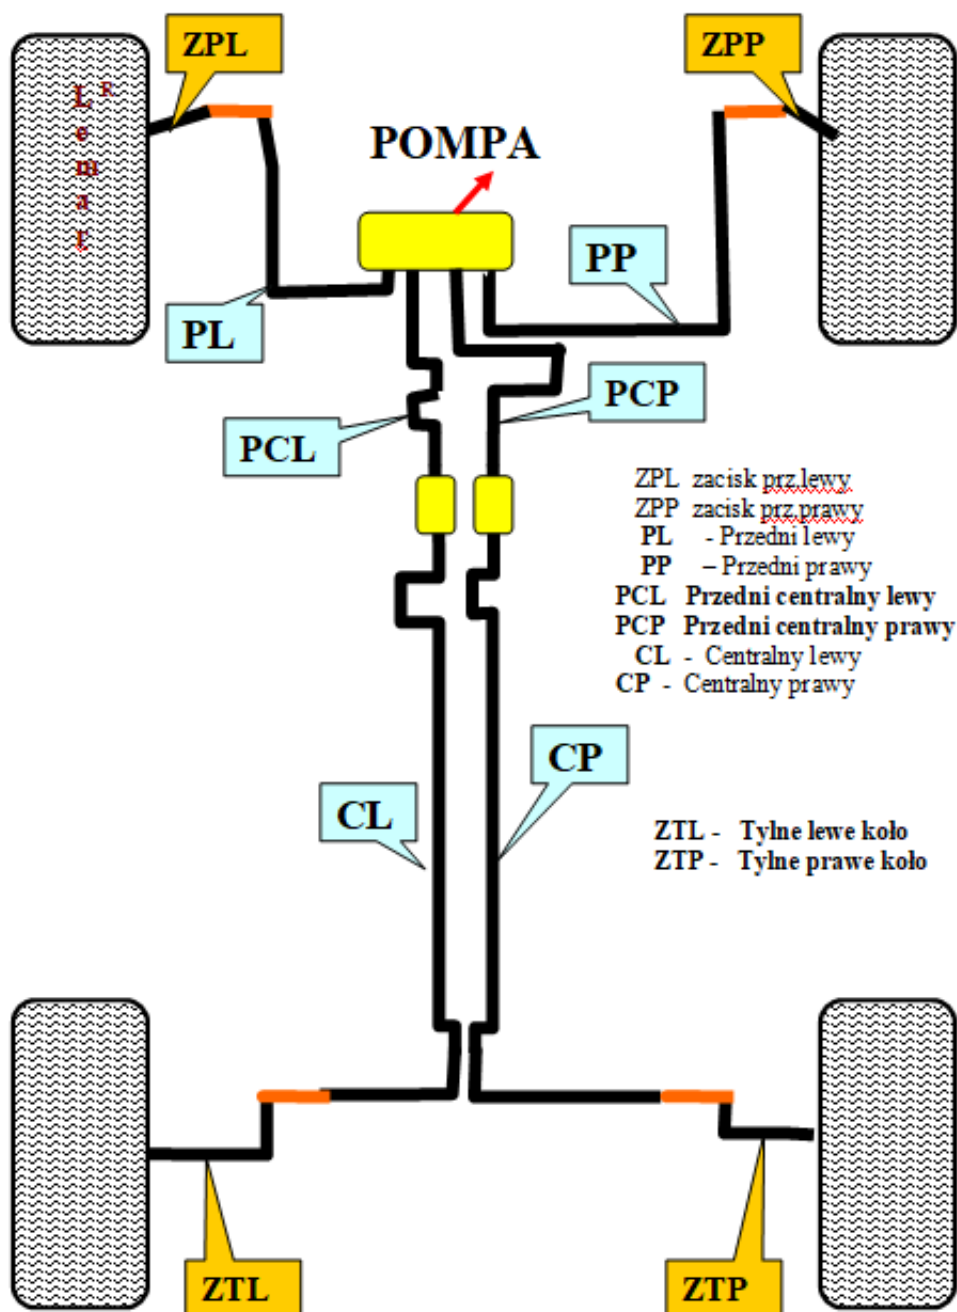 ZPL
ZPP
L R
e
m
a
r
POMPA
PP
PL
PCP
PCL
ZPL zacisk prz.lewy
ZPP zacisk prz.prawy
PL - Przedni lewy
PP – Przedni prawy
PCL Przedni centralny lewy
PCP Przedni centralny prawy
CL - Centralny lewy
CP - Centralny prawy
CP
CL
ZTL - Tylne lewe koło
ZTP - Tylne prawe koło
ZTL
ZTP